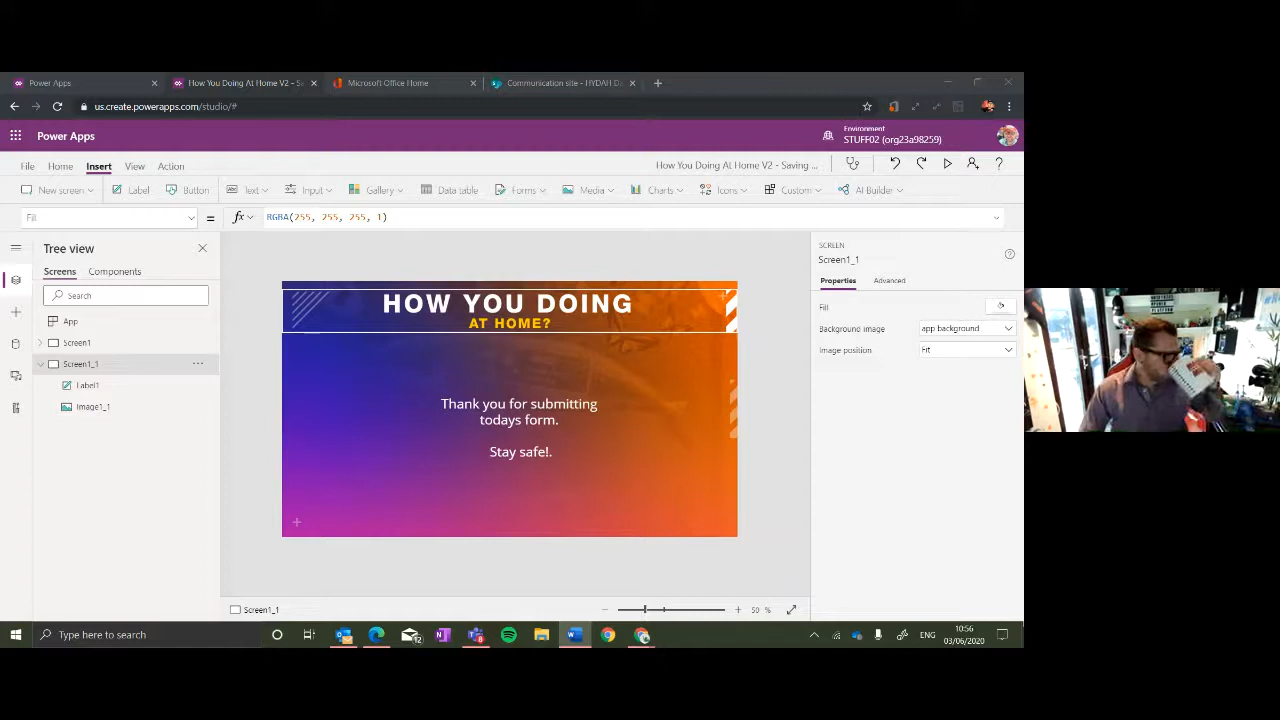 Power Apps
How You Doing At Home V2 - Sa
Microsoft Office Home
Communication site - HYDAH D
us.create.powerapps.com/studio/#
Power Apps
Environment
STUFF02 (org23a98259)
File Home Insert View Action
How You Doing At Home V2 - Saving ...
New screen Label Button Text Input Gallery Data table Forms Media Charts Icons Custom AI Builder
Fill = fx RGBA(255, 255, 255, 1)
Tree view
Screens Components
Search
App
Screen1
Screen1_1
Label1
Image1_1
HOW YOU DOING
AT HOME?
Thank you for submitting
todays form.
Stay safe!.
SCREEN
Screen1_1
Properties Advanced
Fill
Background image app background
Image position Fit
Screen1_1
50 %
Type here to search
12
8
ENG
10:56
03/06/2020